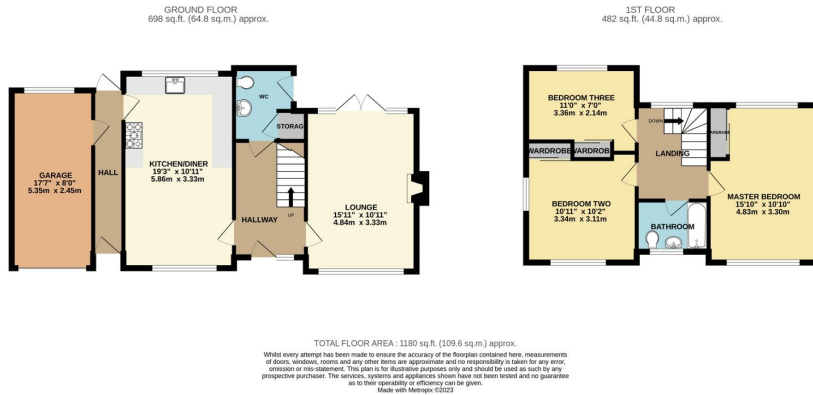 GROUND FLOOR
698 sq.ft. (64.8 sq.m.) approx.
GARAGE
17'7" x 8'0"
5.35m x 2.45m
HALL
KITCHEN/DINER
19'3" x 10'11"
5.86m x 3.33m
WC
STORAG
HALLWAY
UP
LOUNGE
15'11" x 10'11"
4.84m x 3.33m
1ST FLOOR
482 sq.ft. (44.8 sq.m.) approx.
BEDROOM THREE
11'0" x 7'0"
3.36m x 2.14m
WARDROBE
WARDROB
DOWN
LANDING
BEDROOM TWO
10'11" x 10'2"
3.34m x 3.11m
BATHROOM
MASTER BEDROOM
15'10" x 10'10"
4.83m x 3.30m
TOTAL FLOOR AREA : 1180 sq.ft. (109.6 sq.m.) approx.
Whilst every attempt has been made to ensure the accuracy of the floorplan contained here, measurements
of doors, windows, rooms and any other items are approximate and no responsibility is taken for any error,
omission or mis-statement. This plan is for illustrative purposes only and should be used as such by any
prospective purchaser. The services, systems and appliances shown have not been tested and no guarantee
as to their operability or efficiency can be given.
Made with Metropix ©2023